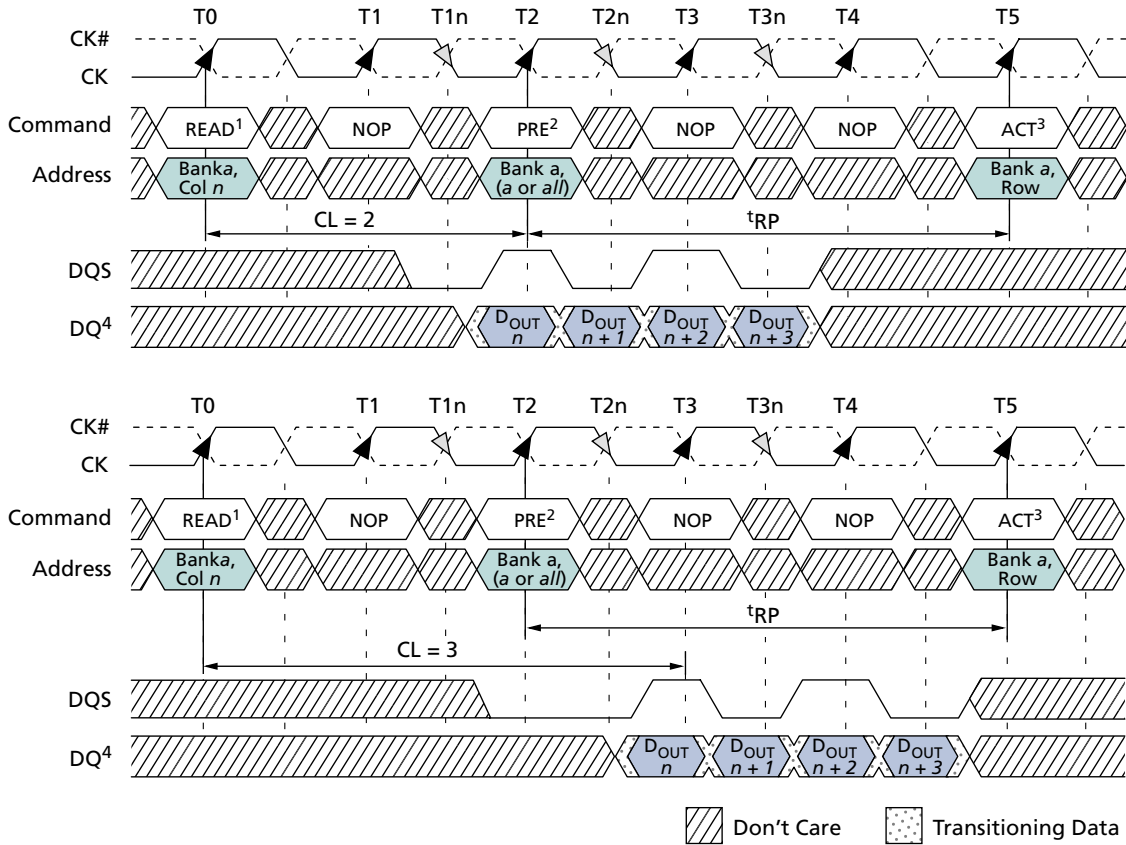 T0 T1 T1n T2 T2n T3 T3n T4 T5
CK#
CK
Command READ1 NOP PRE2 NOP NOP ACT3
Address Banka, Col n Bank a, (a or all) Bank a, Row
CL = 2 tRP
DQS
DQ4 DOUT n DOUT n + 1 DOUT n + 2 DOUT n + 3
T0 T1 T1n T2 T2n T3 T3n T4 T5
CK#
CK
Command READ1 NOP PRE2 NOP NOP ACT3
Address Banka, Col n Bank a, (a or all) Bank a, Row
tRP
CL = 3
DQS
DQ4 DOUT n DOUT n + 1 DOUT n + 2 DOUT n + 3
Don't Care Transitioning Data